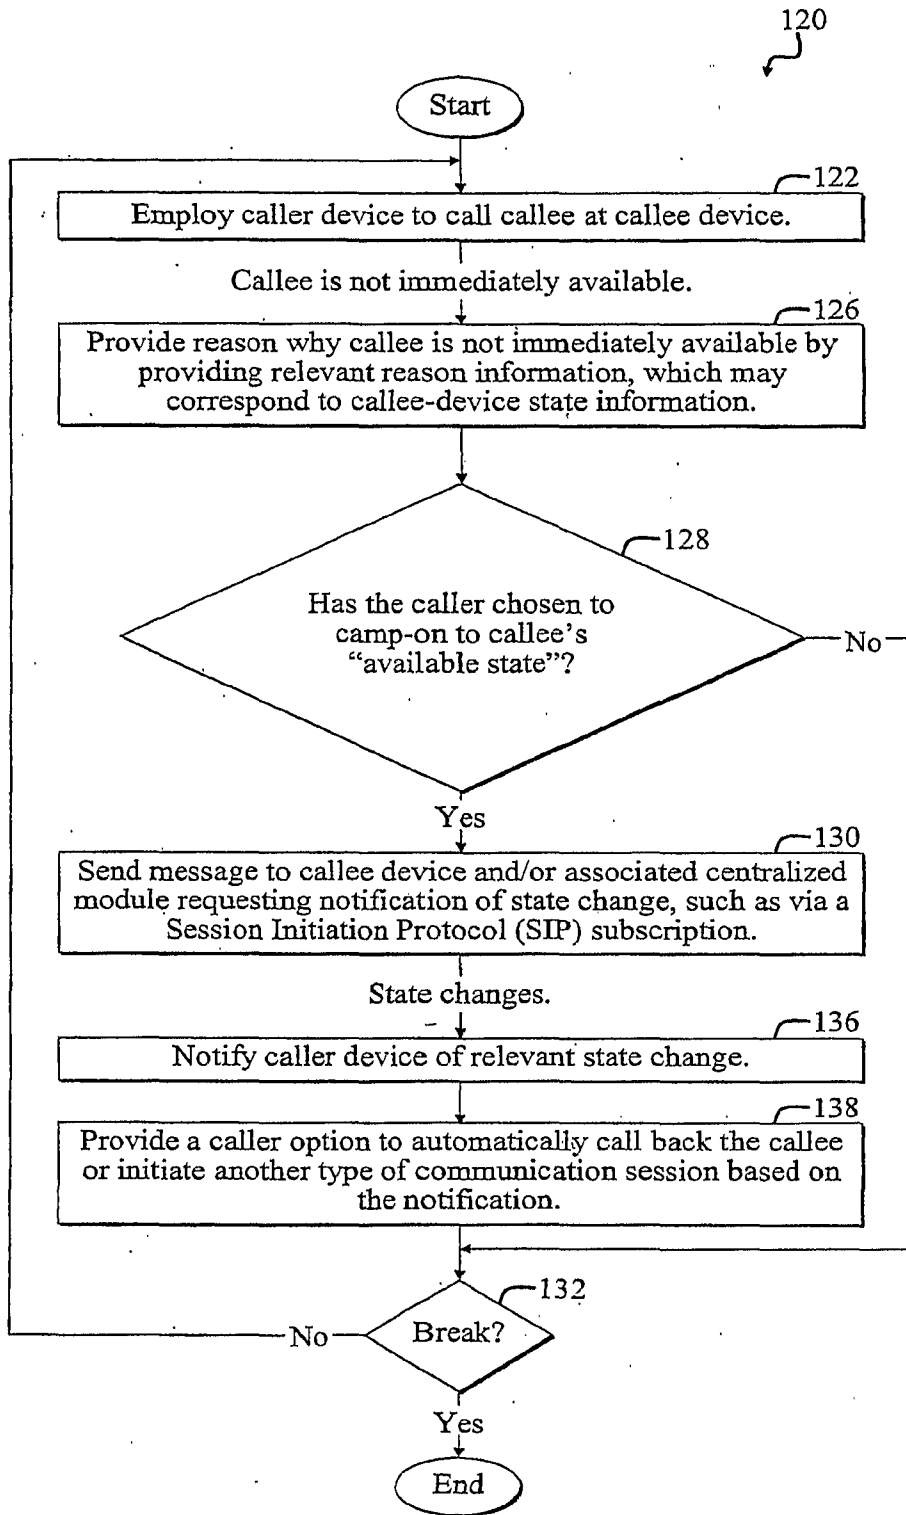 120
Start
122
Employ caller device to call callee at callee device.
Callee is not immediately available.
126
Provide reason why callee is not immediately available by
providing relevant reason information, which may
correspond to callee-device state information.
128
Has the caller chosen to
camp-on to callee's
“available state”?
No
Yes
130
Send message to callee device and/or associated centralized
module requesting notification of state change, such as via a
Session Initiation Protocol (SIP) subscription.
State changes.
136
Notify caller device of relevant state change.
138
Provide a caller option to automatically call back the callee
or initiate another type of communication session based on
the notification.
132
Break?
No
Yes
End